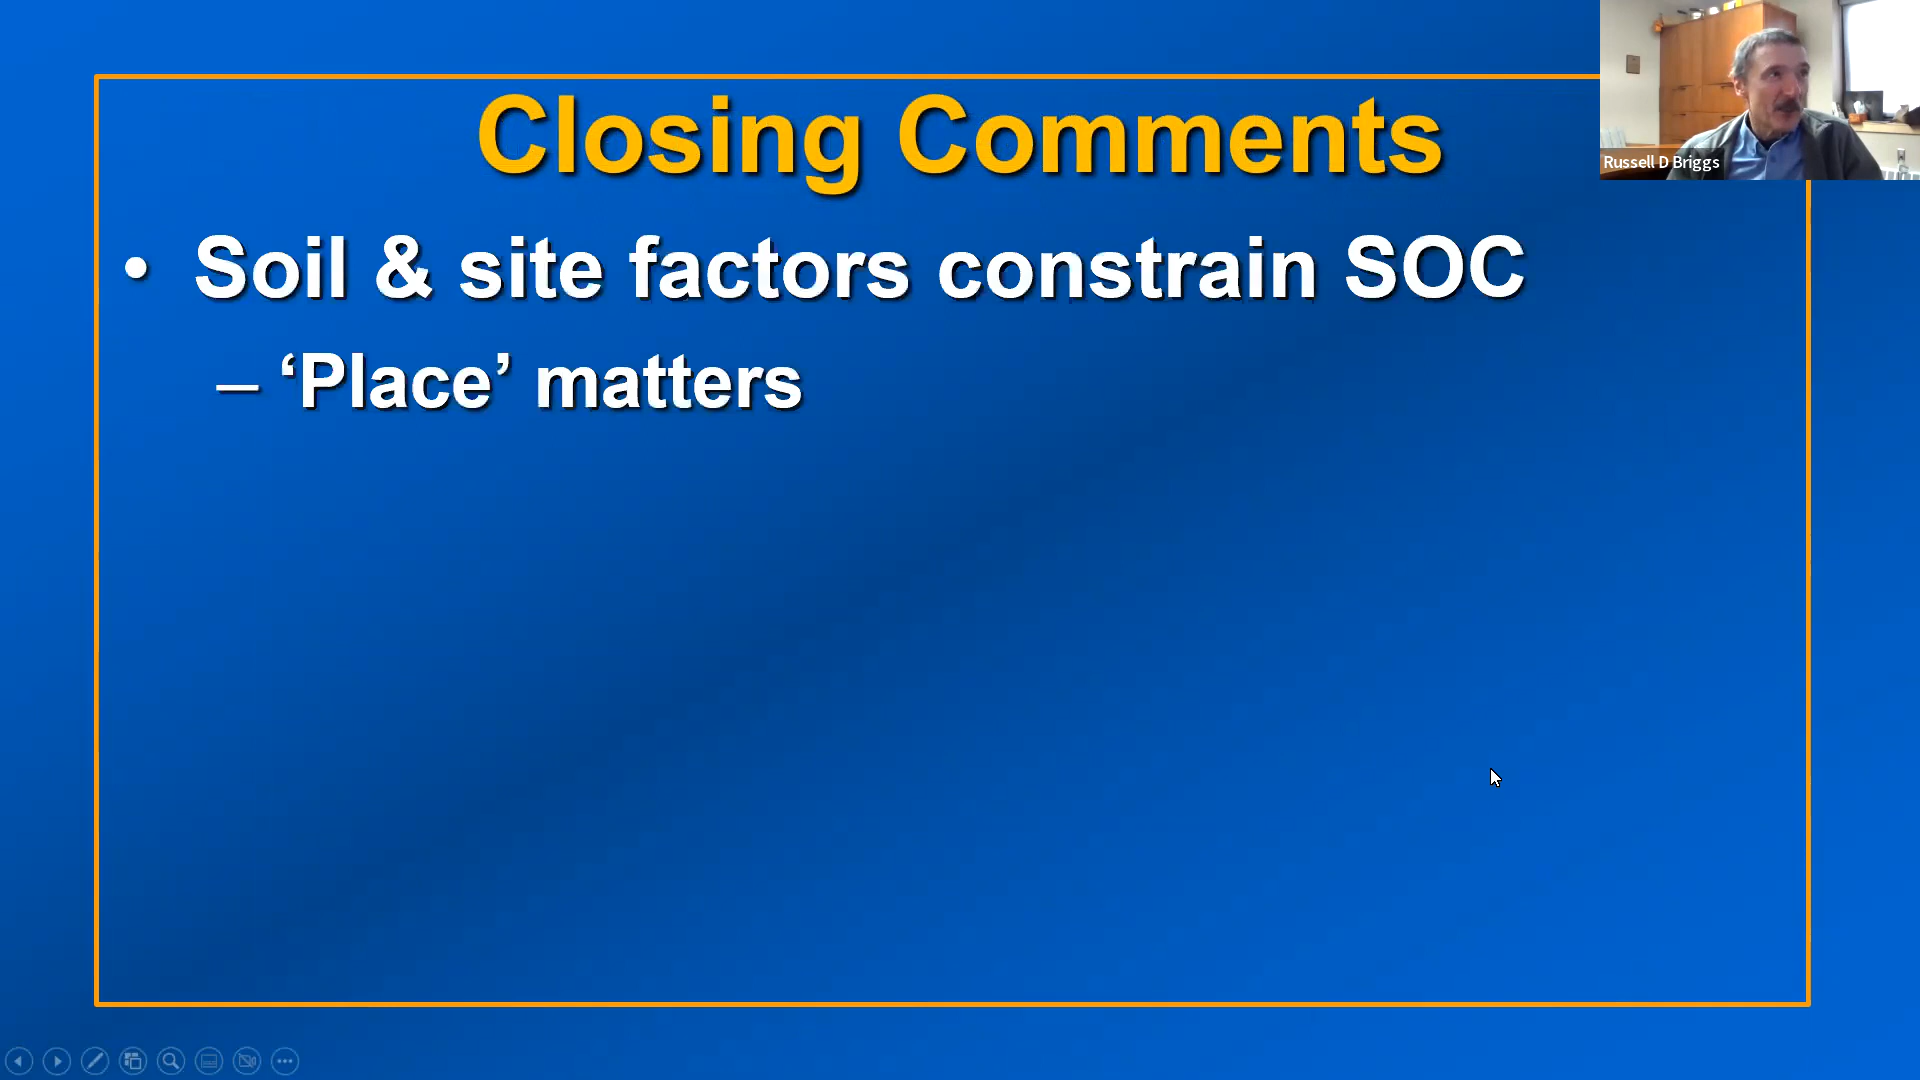 Closing Comments
• Soil & site factors constrain SOC
– ‘Place’ matters
Russell D Briggs